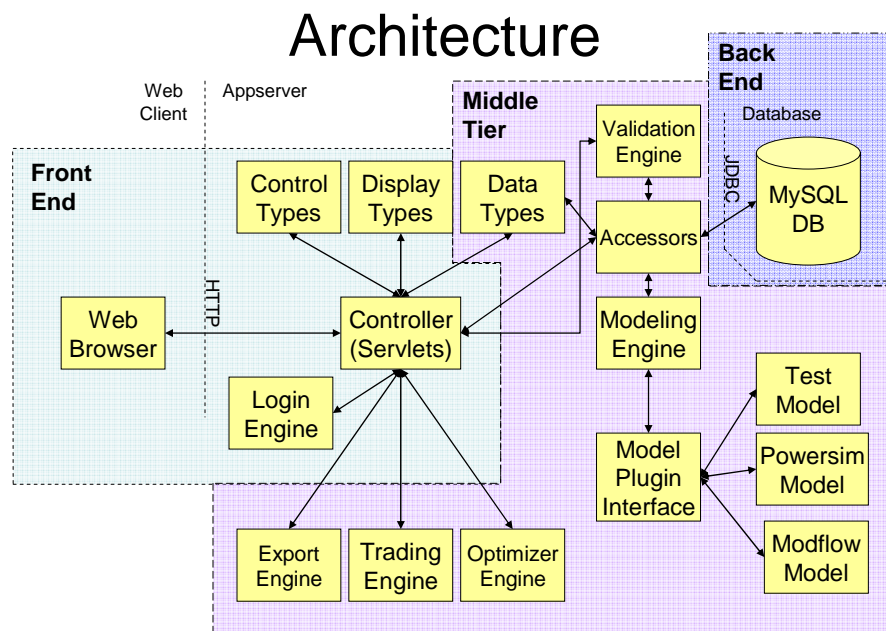 Architecture
Back
End
Web
Client
Appserver
Middle
Tier
Database
Validation
Engine
JDBC
MySQL
DB
Front
End
Control
Types
Display
Types
Data
Types
Accessors
HTTP
Web
Browser
Controller
(Servlets)
Modeling
Engine
Login
Engine
Test
Model
Model
Plugin
Interface
Powersim
Model
Modflow
Model
Export
Engine
Trading
Engine
Optimizer
Engine